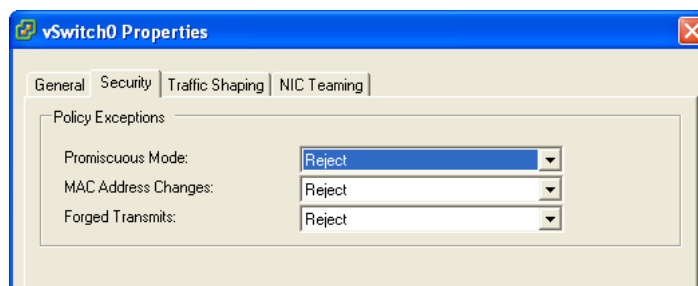 vSwitch0 Properties
General Security Traffic Shaping NIC Teaming
Policy Exceptions
Promiscuous Mode: Reject
MAC Address Changes: Reject
Forged Transmits: Reject